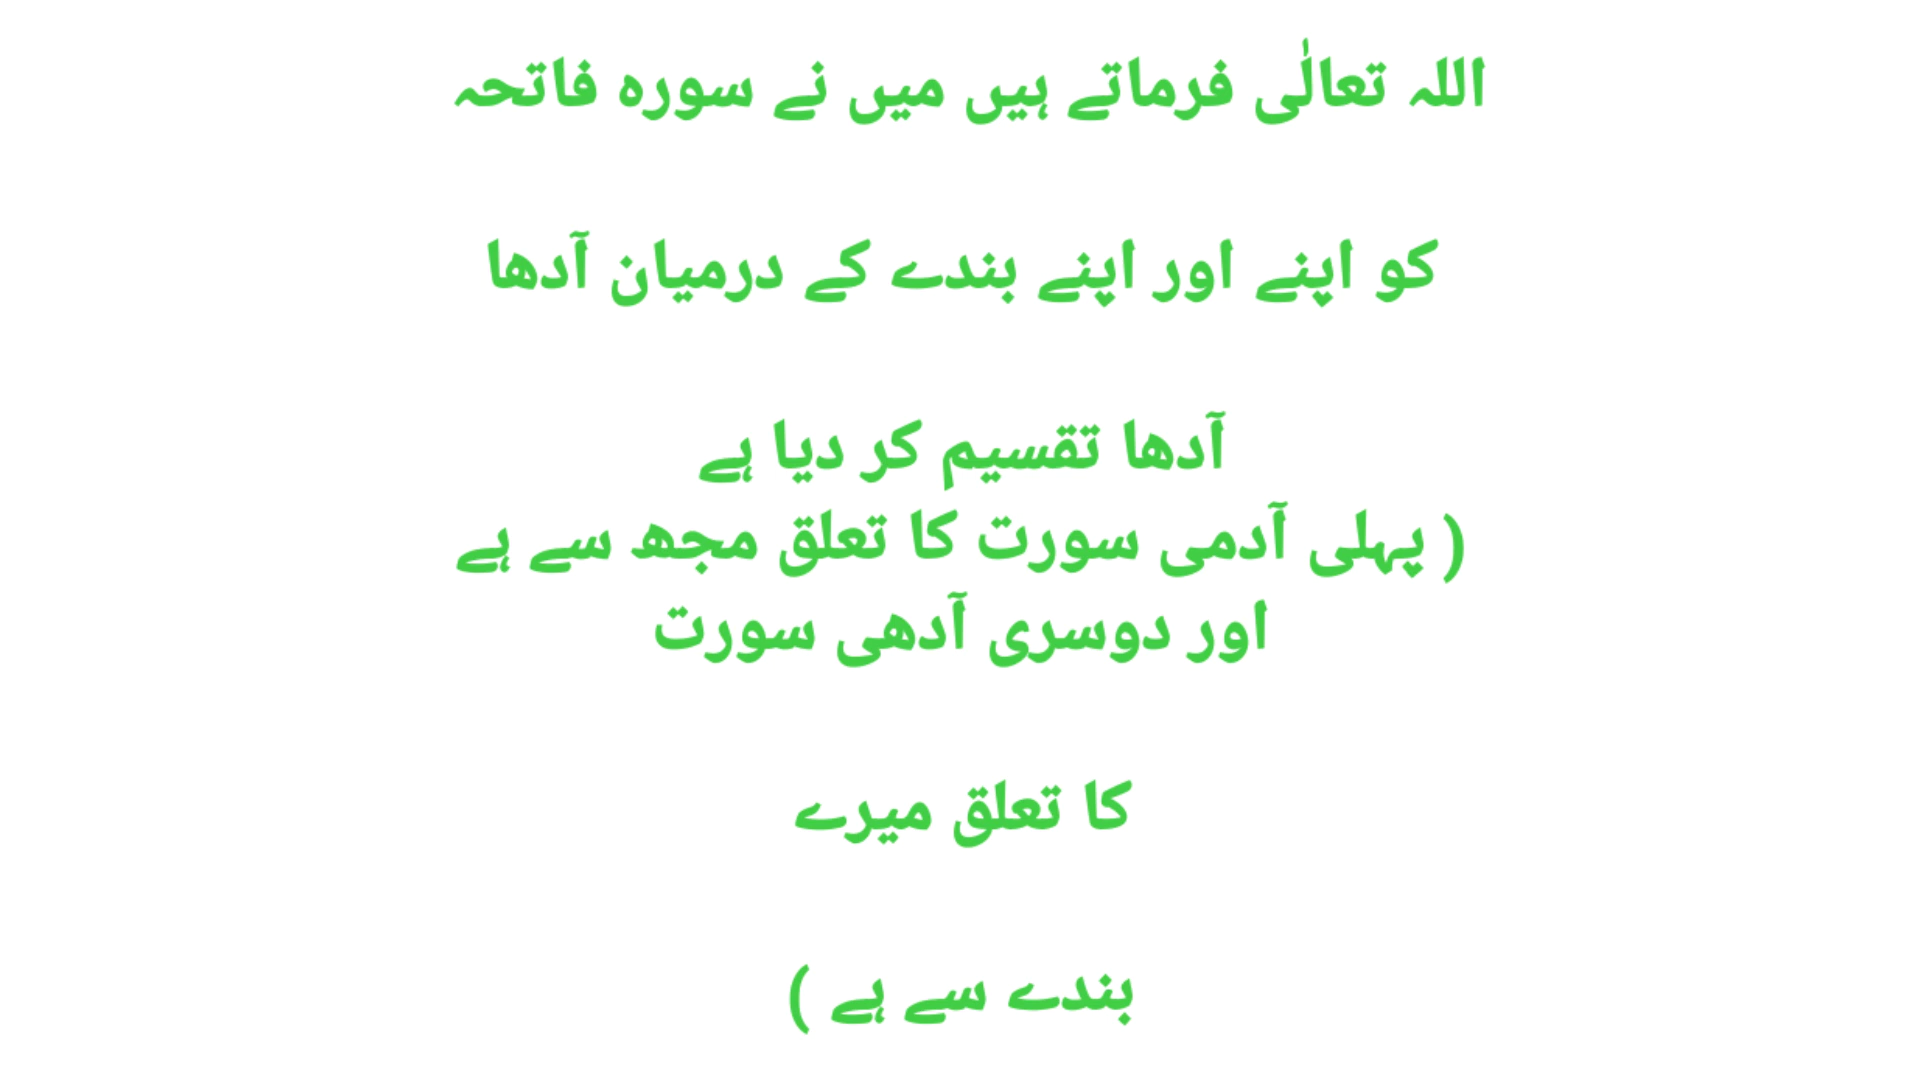 اللہ تعالٰی فرماتے ہیں میں نے سورہ فاتحہ
کو اپنے اور اپنے بندے کے درمیان آدھا
آدھا تقسیم کر دیا ہے
( پہلی آدمی سورت کا تعلق مجھ سے ہے
اور دوسری آدھی سورت
کا تعلق میرے
بندے سے ہے )